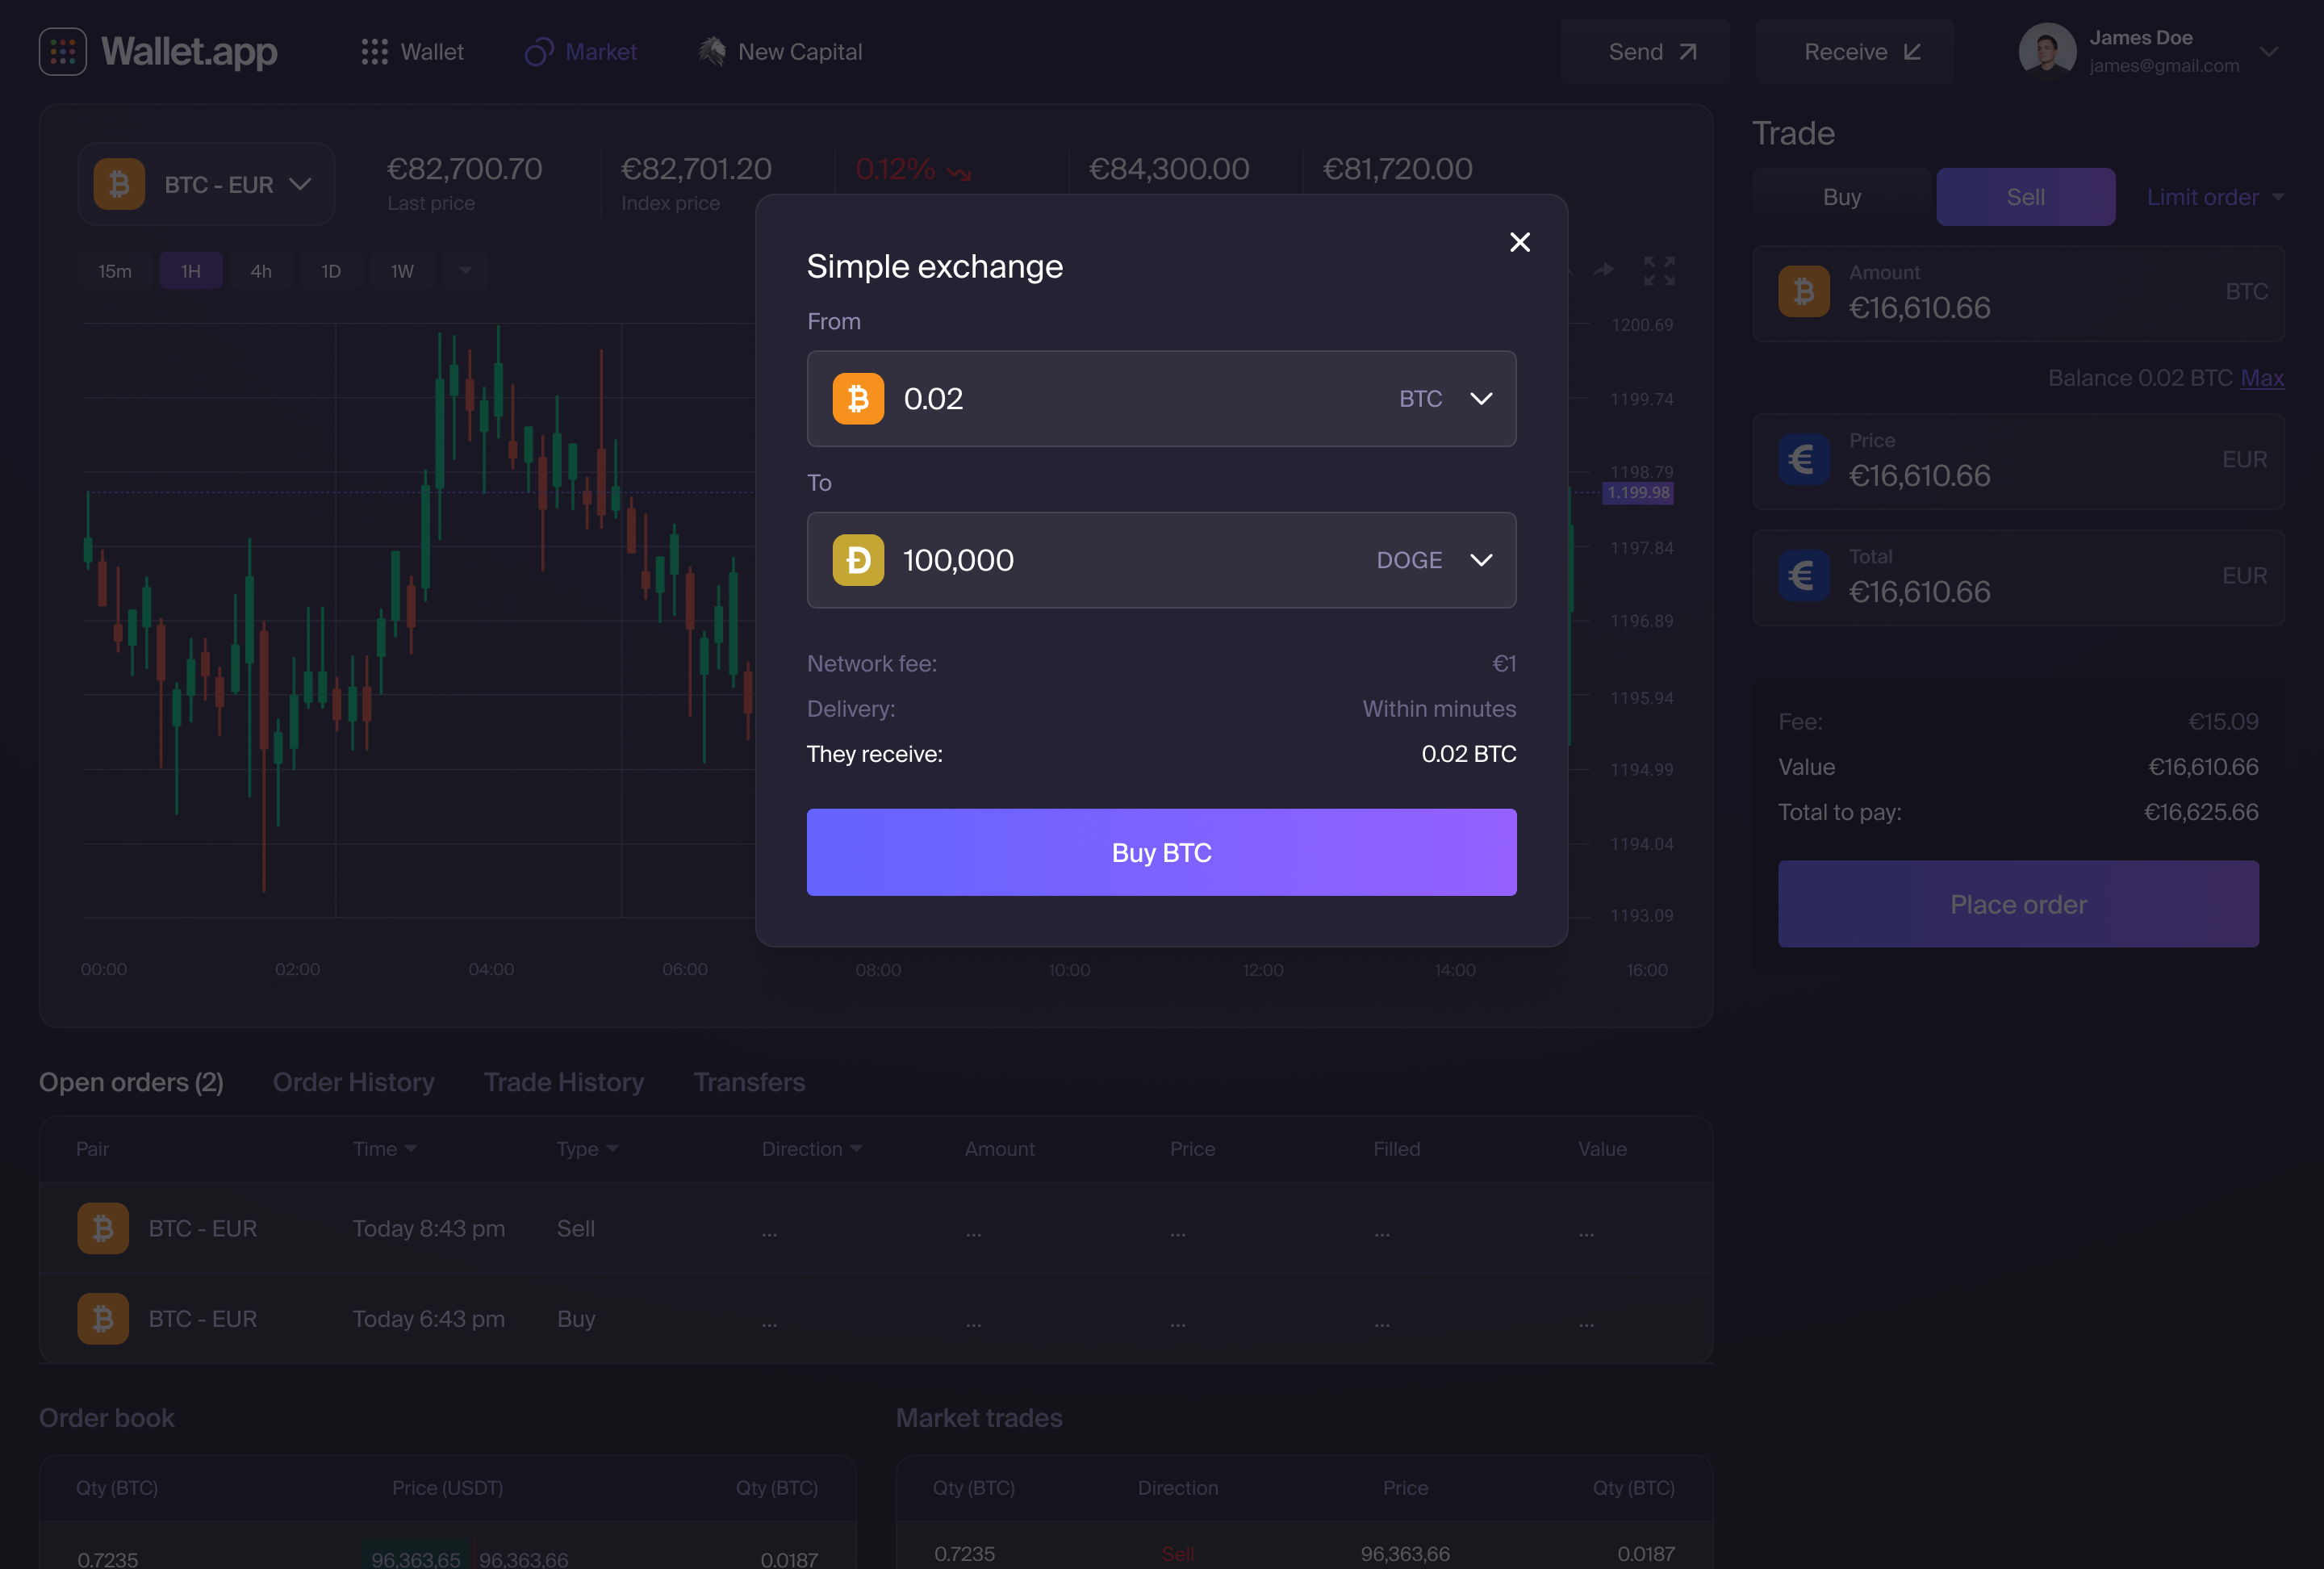 Wallet.app
Wallet
Market
New Capital
Send
Receive
James Doe
james@gmail.com
BTC - EUR
€82,700.70
Last price
€82,701.20
Index price
0.12%
€84,300.00
€81,720.00
15m
1H
4h
1D
1W
1200.69
1199.74
1198.79
1.199.98
1197.84
1196.89
1195.94
1194.99
1194.04
1193.09
00:00
02:00
04:00
06:00
08:00
10:00
12:00
14:00
16:00
Simple exchange
From
0.02
BTC
To
100,000
DOGE
Network fee:
€1
Delivery:
Within minutes
They receive:
0.02 BTC
Buy BTC
Trade
Buy
Sell
Limit order
Amount
€16,610.66
BTC
Balance 0.02 BTC Max
Price
€16,610.66
EUR
Total
€16,610.66
EUR
Fee:
€15.09
Value
€16,610.66
Total to pay:
€16,625.66
Place order
Open orders (2)
Order History
Trade History
Transfers
Pair
Time
Type
Direction
Amount
Price
Filled
Value
BTC - EUR
Today 8:43 pm
Sell
...
...
...
...
...
BTC - EUR
Today 6:43 pm
Buy
...
...
...
...
...
Order book
Qty (BTC)
Price (USDT)
Qty (BTC)
0.7235
96,363,65
96,363,66
0.0187
Market trades
Qty (BTC)
Direction
Price
Qty (BTC)
0.7235
Sell
96,363,66
0.0187